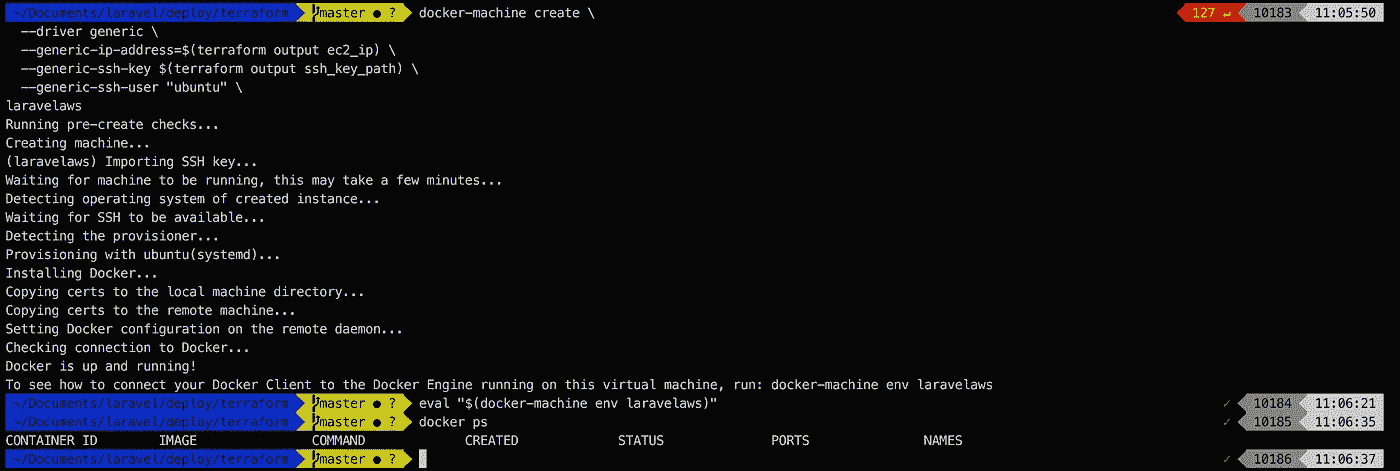 ~/Documents/laravel/deploy/terraform master ● ? docker-machine create \ 127 ↵ 10183 11:05:50
--driver generic \
--generic-ip-address=$(terraform output ec2_ip) \
--generic-ssh-key $(terraform output ssh_key_path) \
--generic-ssh-user "ubuntu" \
laravelaws
Running pre-create checks...
Creating machine...
(laravelaws) Importing SSH key...
Waiting for machine to be running, this may take a few minutes...
Detecting operating system of created instance...
Waiting for SSH to be available...
Detecting the provisioner...
Provisioning with ubuntu(systemd)...
Installing Docker...
Copying certs to the local machine directory...
Copying certs to the remote machine...
Setting Docker configuration on the remote daemon...
Checking connection to Docker...
Docker is up and running!
To see how to connect your Docker Client to the Docker Engine running on this virtual machine, run: docker-machine env laravelaws
~/Documents/laravel/deploy/terraform master ● ? eval "$(docker-machine env laravelaws)" ✓ 10184 11:06:21
~/Documents/laravel/deploy/terraform master ● ? docker ps ✓ 10185 11:06:35
CONTAINER ID IMAGE COMMAND CREATED STATUS PORTS NAMES
~/Documents/laravel/deploy/terraform master ● ? ✓ 10186 11:06:37